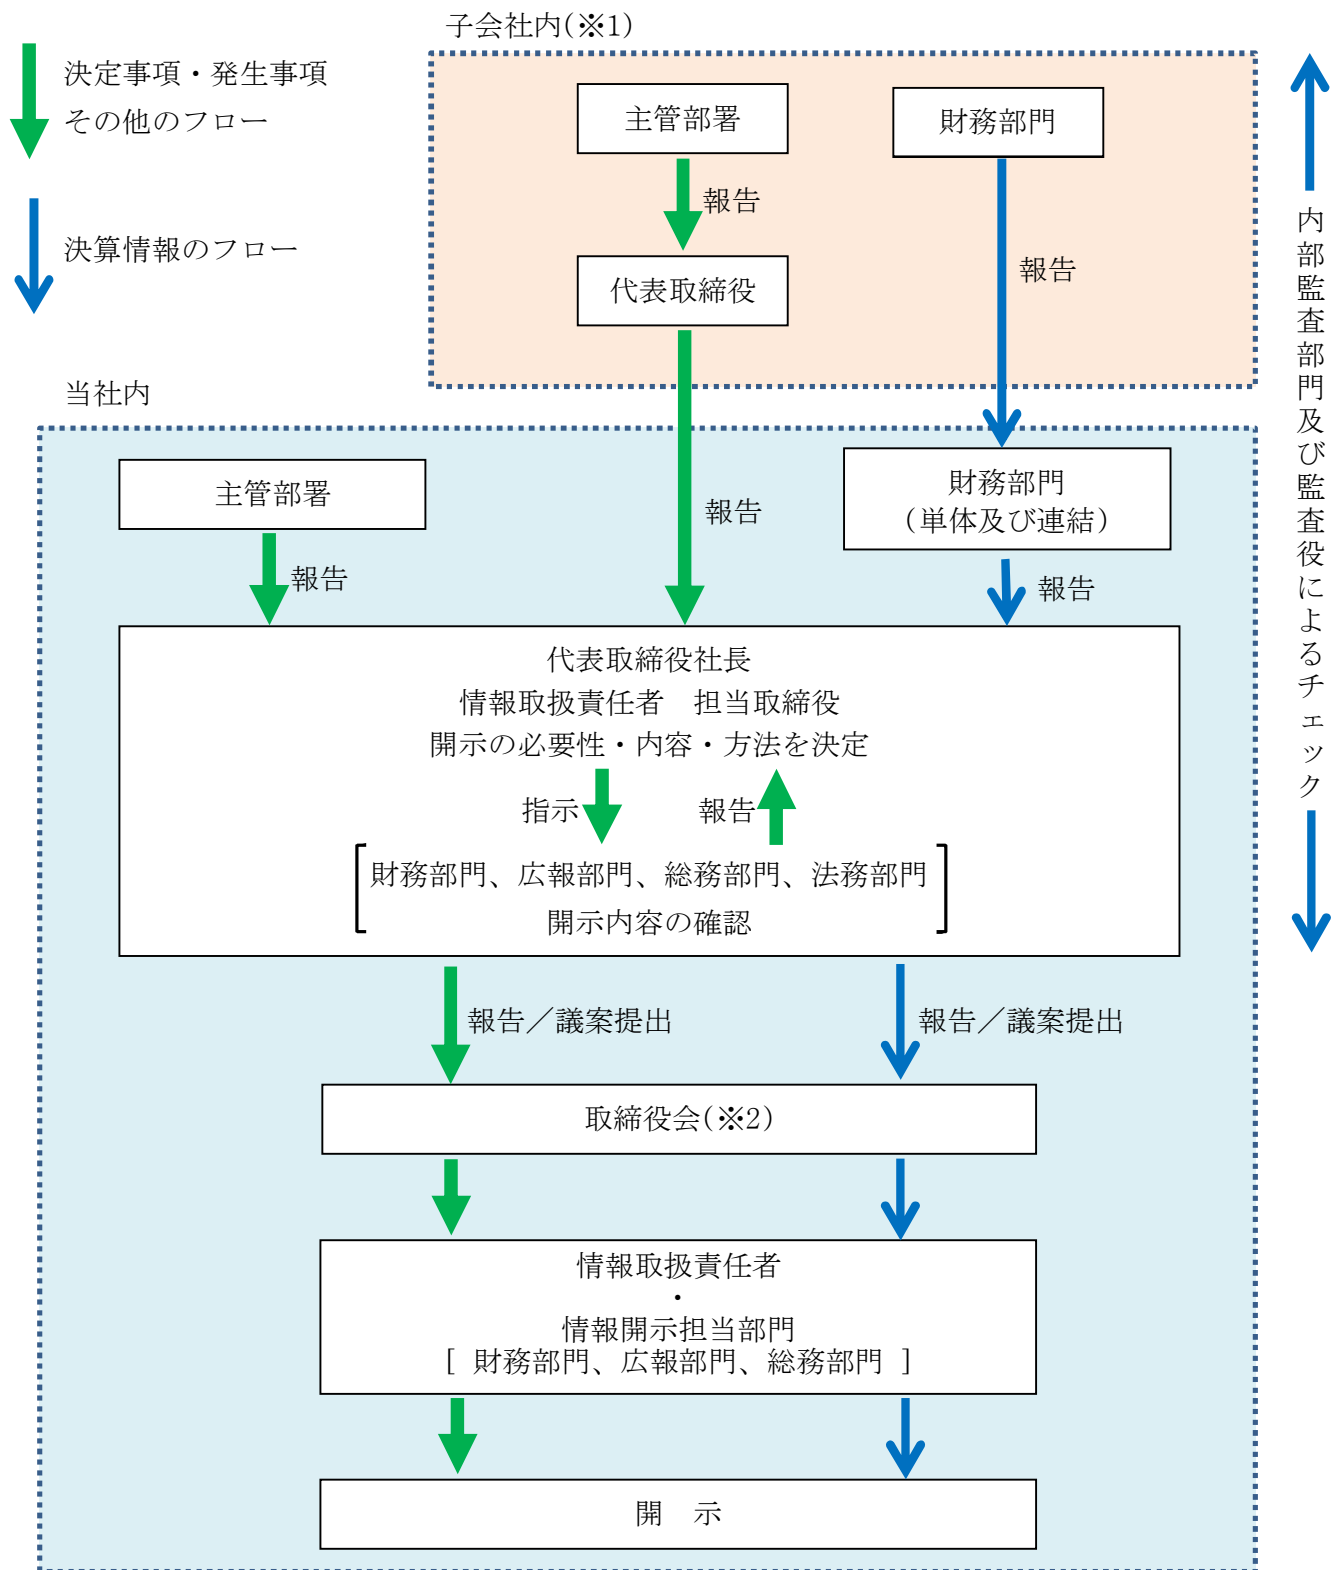 子会社内(※1)
決定事項・発生事項
その他のフロー
決算情報のフロー
主管部署
財務部門
報告
代表取締役
報告
内部監査部門及び監査役によるチェック
当社内
主管部署
報告
報告
財務部門
(単体及び連結)
報告
代表取締役社長
情報取扱責任者　担当取締役
開示の必要性・内容・方法を決定
指示
報告
財務部門、広報部門、総務部門、法務部門
開示内容の確認
報告／議案提出
報告／議案提出
取締役会(※2)
情報取扱責任者
・
情報開示担当部門
[ 財務部門、広報部門、総務部門 ]
開　示